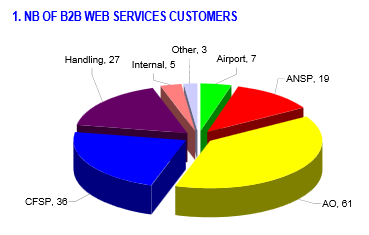 1. NB OF B2B WEB SERVICES CUSTOMERS
Other, 3
Handling, 27
Internal, 5
Airport, 7
ANSP, 19
CFSP, 36
AO, 61